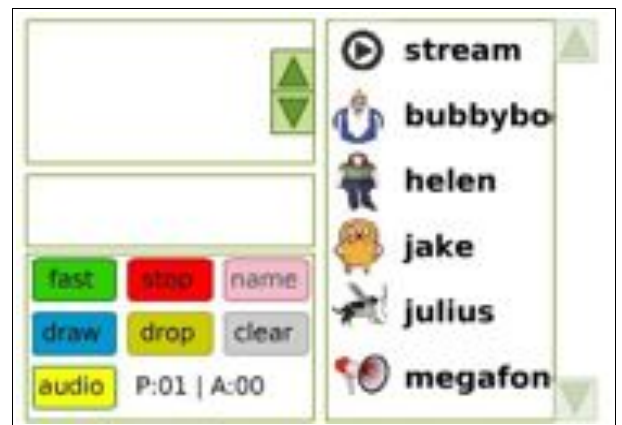 fast stop name
draw drop clear
audio P:01 | A:00
stream
bubbybo
helen
jake
julius
megafon